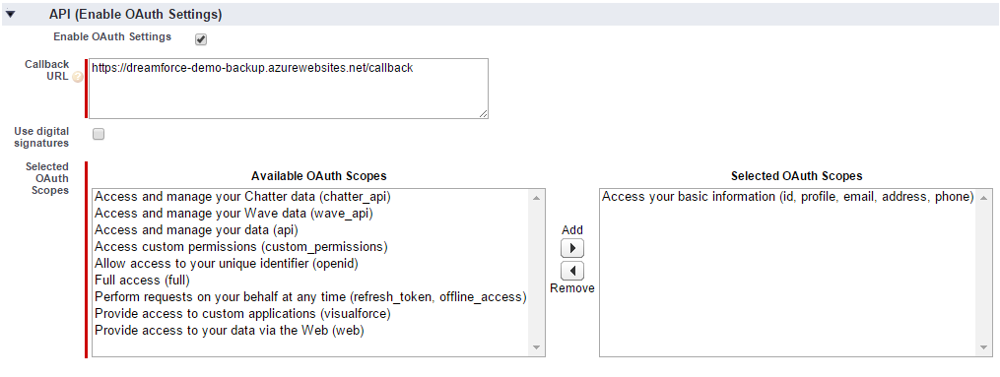 API (Enable OAuth Settings)
Enable OAuth Settings
Callback
URL
?
https://dreamforce-demo-backup.azurewebsites.net/callback
Use digital
signatures
Selected
OAuth
Scopes
Available OAuth Scopes
Access and manage your Chatter data (chatter_api)
Access and manage your Wave data (wave_api)
Access and manage your data (api)
Access custom permissions (custom_permissions)
Allow access to your unique identifier (openid)
Full access (full)
Perform requests on your behalf at any time (refresh_token, offline_access)
Provide access to custom applications (visualforce)
Provide access to your data via the Web (web)
Add
Remove
Selected OAuth Scopes
Access your basic information (id, profile, email, address, phone)